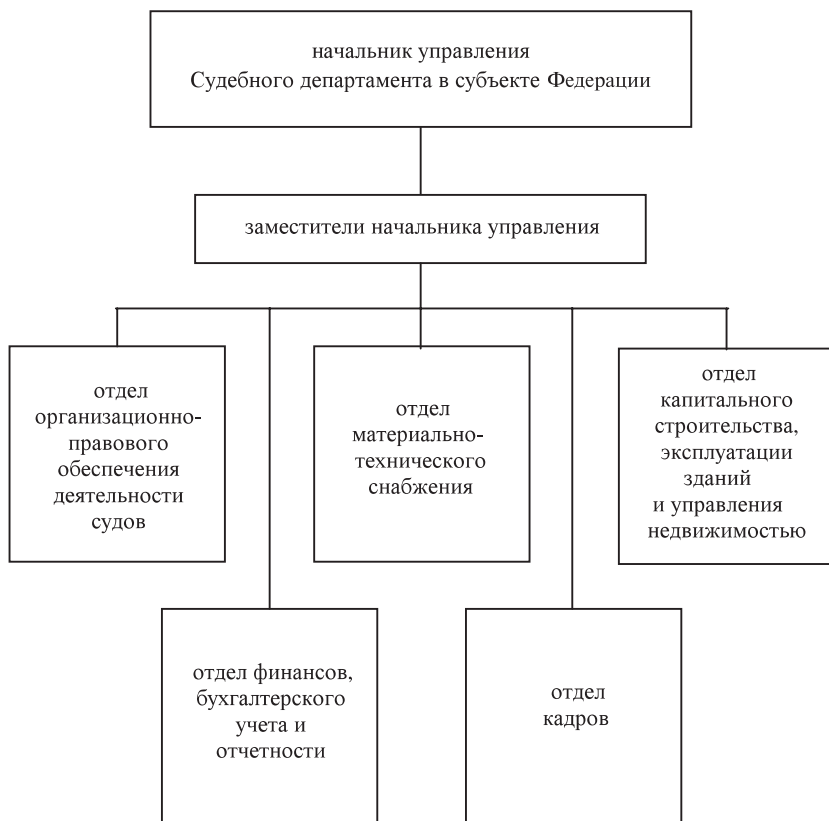 начальник управления
Судебного департамента в субъекте Федерации
заместители начальника управления
отдел
организационно-
правового
обеспечения
деятельности
судов
отдел
материально-
технического
снабжения
отдел
капитального
строительства,
эксплуатации
зданий
и управления
недвижимостью
отдел финансов,
бухгалтерского
учета и
отчетности
отдел
кадров